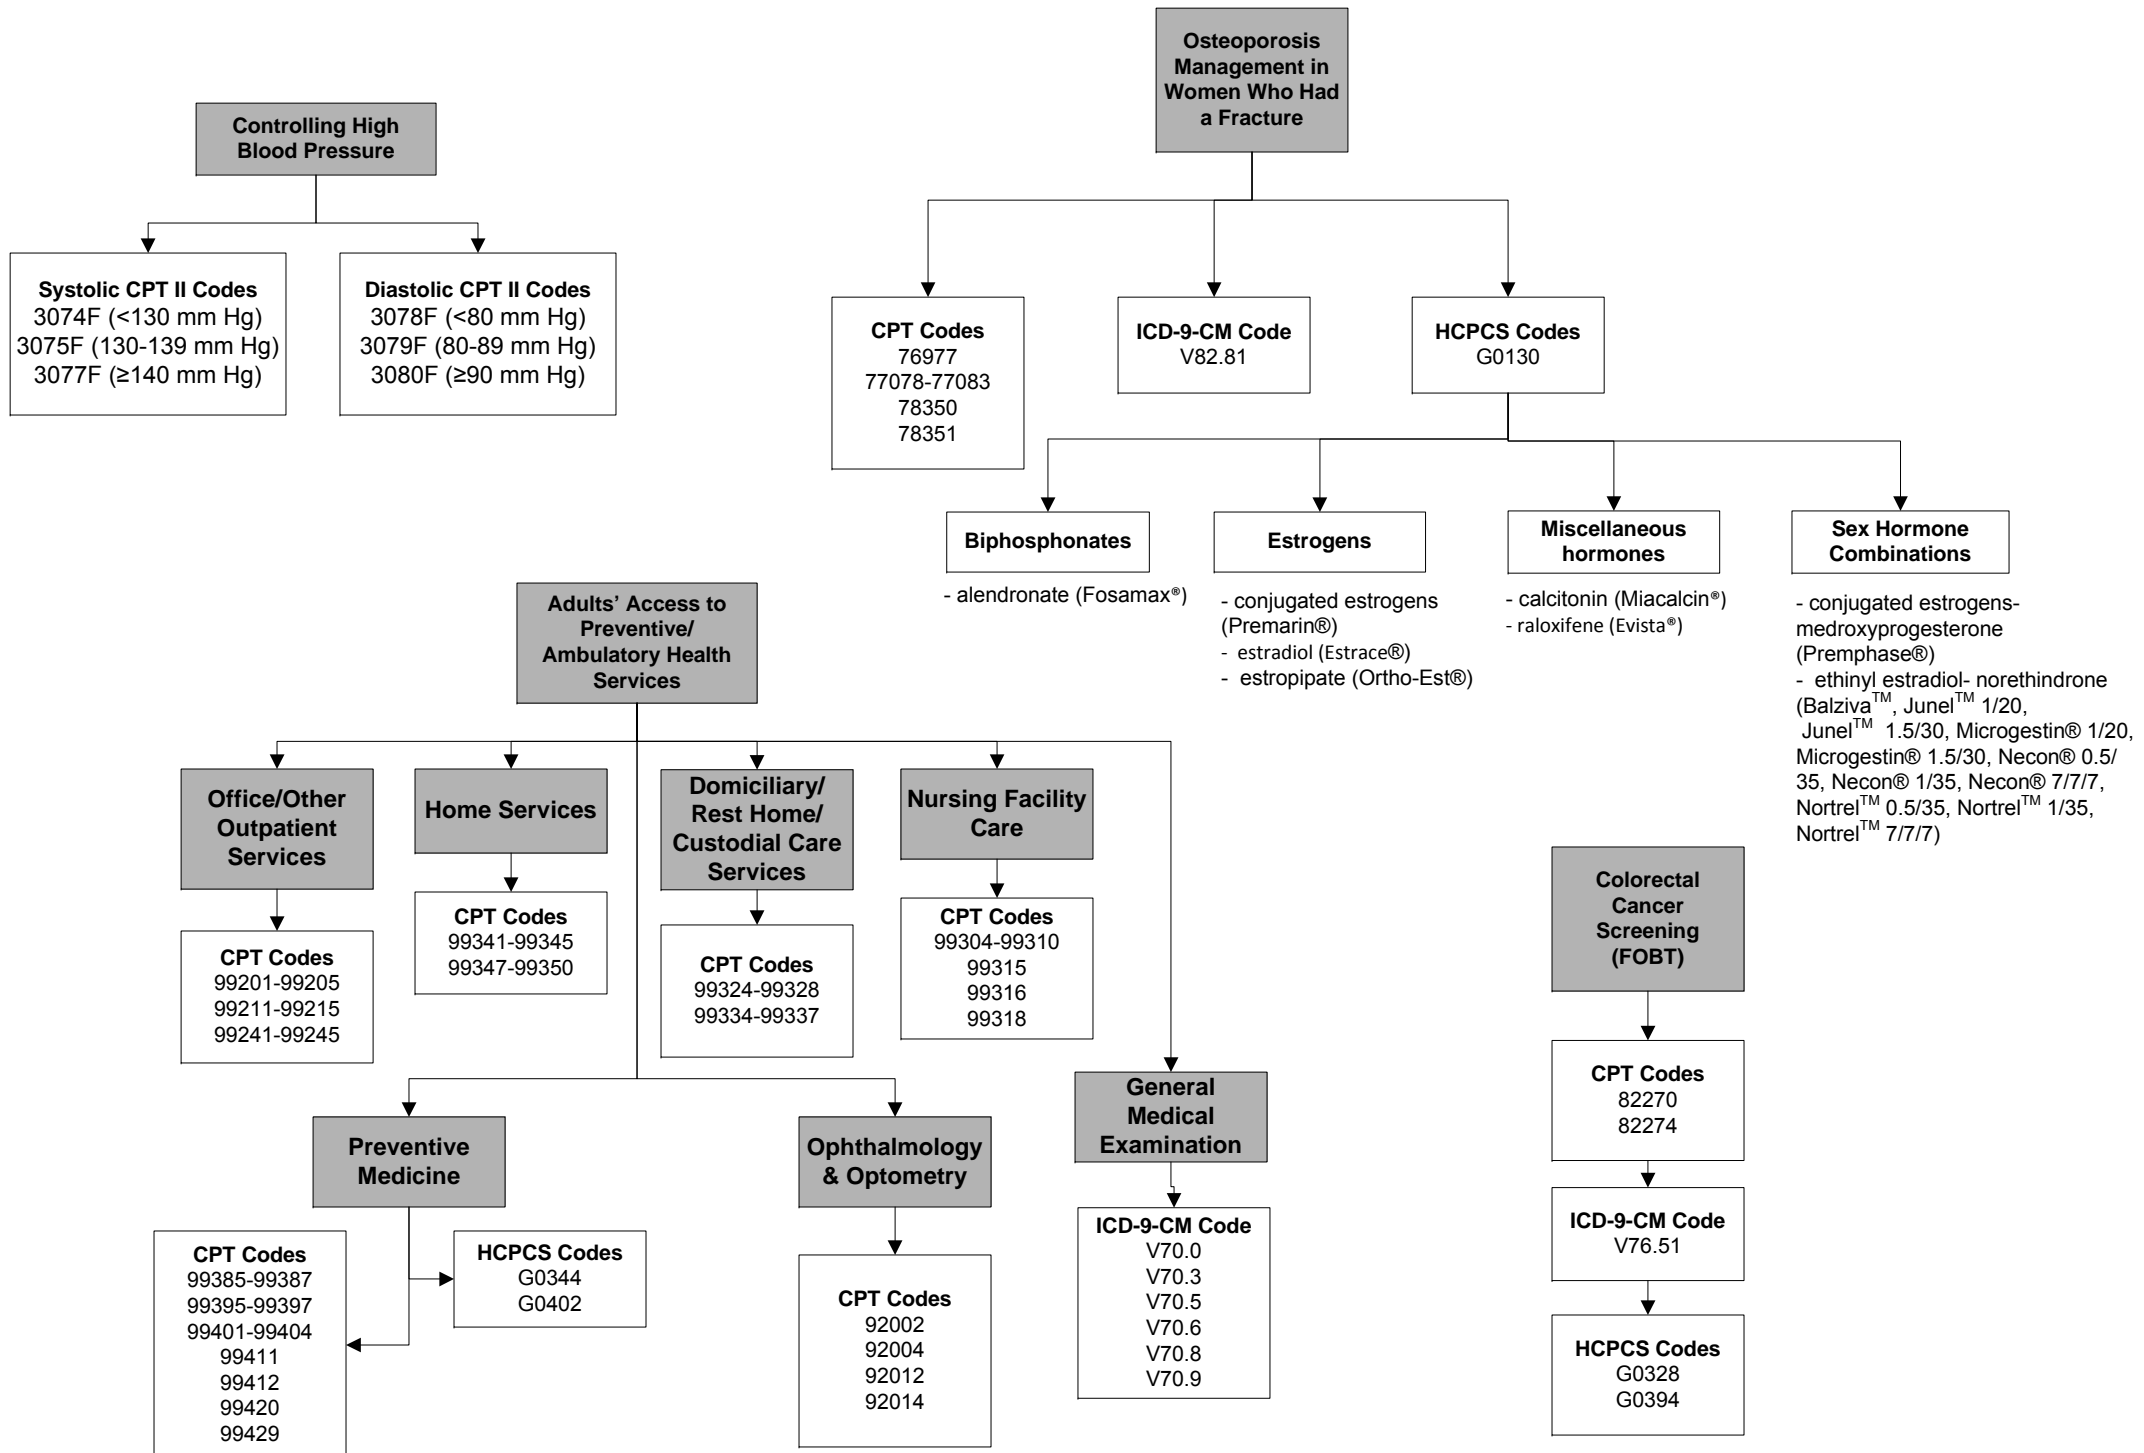 Osteoporosis
Management in
Women Who Had
a Fracture
Controlling High
Blood Pressure
Systolic CPT II Codes
3074F (<130 mm Hg)
3075F (130-139 mm Hg)
3077F (≥140 mm Hg)
Diastolic CPT II Codes
3078F (<80 mm Hg)
3079F (80-89 mm Hg)
3080F (≥90 mm Hg)
CPT Codes
76977
77078-77083
78350
78351
ICD-9-CM Code
V82.81
HCPCS Codes
G0130
Biphosphonates
- alendronate (Fosamax®)
Estrogens
- conjugated estrogens
(Premarin®)
- estradiol (Estrace®)
- estropipate (Ortho-Est®)
Miscellaneous
hormones
- calcitonin (Miacalcin®)
- raloxifene (Evista®)
Sex Hormone
Combinations
- conjugated estrogens-
medroxyprogesterone
(Premphase®)
- ethinyl estradiol- norethindrone
(Balziva™, Junel™ 1/20,
Junel™ 1.5/30, Microgestin® 1/20,
Microgestin® 1.5/30, Necon® 0.5/
35, Necon® 1/35, Necon® 7/7/7,
Nortrel™ 0.5/35, Nortrel™ 1/35,
Nortrel™ 7/7/7)
Adults’ Access to
Preventive/
Ambulatory Health
Services
Office/Other
Outpatient
Services
CPT Codes
99201-99205
99211-99215
99241-99245
Home Services
CPT Codes
99341-99345
99347-99350
Domiciliary/
Rest Home/
Custodial Care
Services
CPT Codes
99324-99328
99334-99337
Nursing Facility
Care
CPT Codes
99304-99310
99315
99316
99318
Preventive
Medicine
CPT Codes
99385-99387
99395-99397
99401-99404
99411
99412
99420
99429
HCPCS Codes
G0344
G0402
Ophthalmology
& Optometry
CPT Codes
92002
92004
92012
92014
General
Medical
Examination
ICD-9-CM Code
V70.0
V70.3
V70.5
V70.6
V70.8
V70.9
Colorectal
Cancer
Screening
(FOBT)
CPT Codes
82270
82274
ICD-9-CM Code
V76.51
HCPCS Codes
G0328
G0394